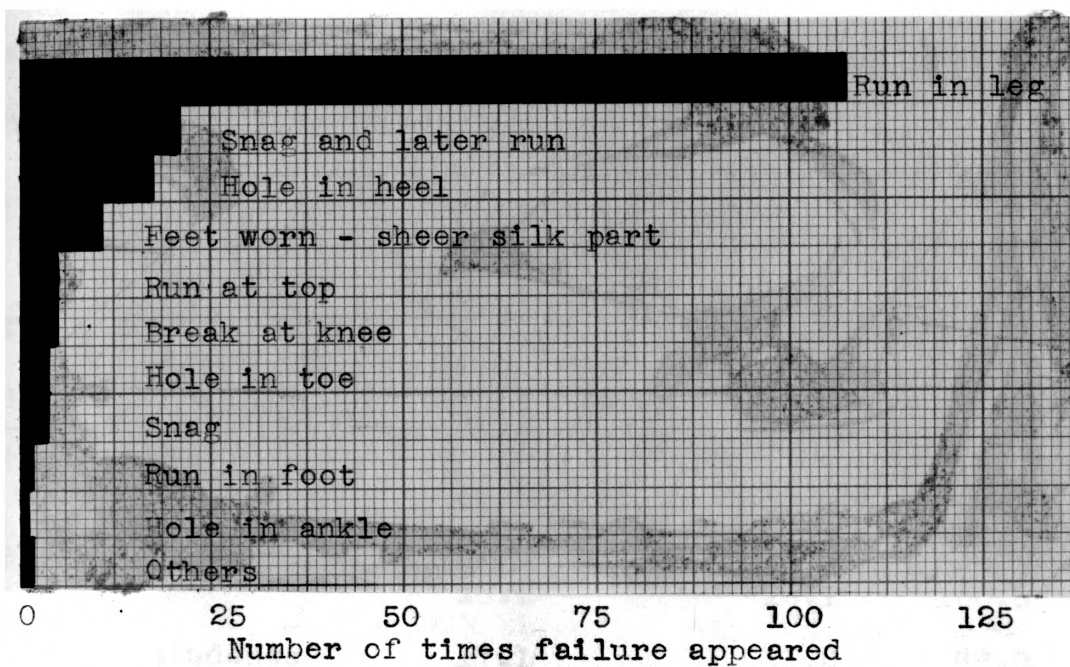 Run in leg
Snag and later run
Hole in heel
Feet worn - sheer silk part
Run at top
Break at knee
Hole in toe
Snag
Run in foot
Hole in ankle
Others
0 25 50 75 100 125
Number of times failure appeared